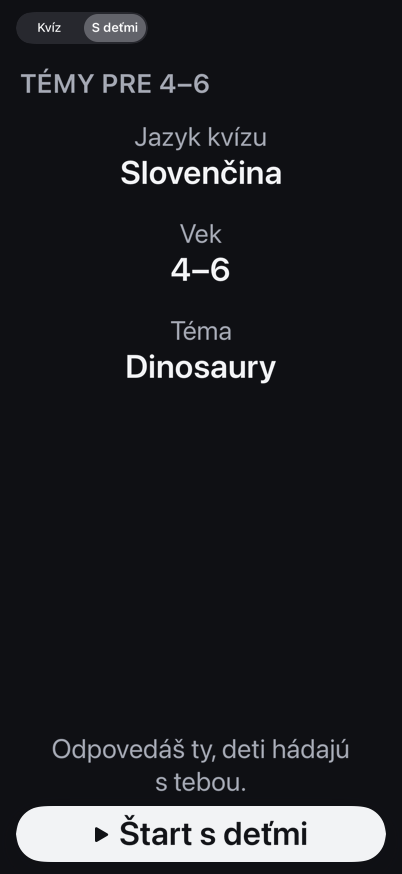 Kvíz
S deťmi
TÉMY PRE 4–6
Jazyk kvízu
Slovenčina
Vek
4–6
Téma
Dinosaury
Odpovedáš ty, deti hádajú
s tebou.
Štart s deťmi